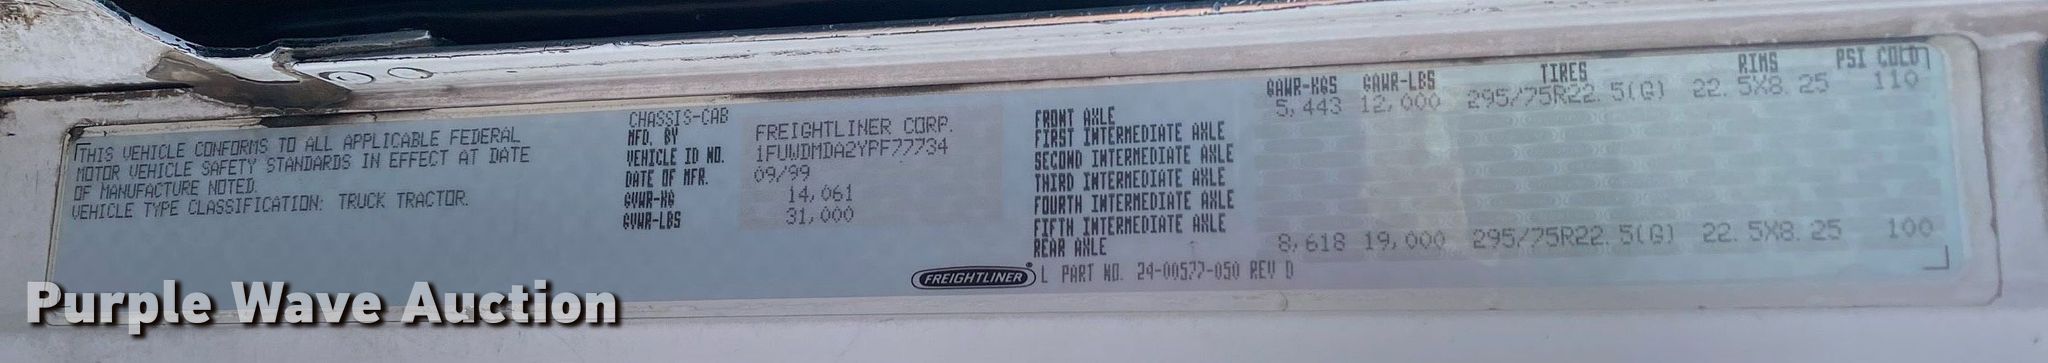 THIS VEHICLE CONFORMS TO ALL APPLICABLE FEDERAL
MOTOR VEHICLE SAFETY STANDARDS IN EFFECT AT DATE
OF MANUFACTURE NOTED.
VEHICLE TYPE CLASSIFICATION: TRUCK TRACTOR.
CHASSIS-CAB
MFD. BY FREIGHTLINER CORP.
VEHICLE ID NO. 1FUWDMDA2YPF77734
DATE OF MFR. 09/99
GVWR-KG 14,061
GVWR-LBS 31,000
GAWR-KGS GAWR-LBS TIRES RIMS PSI COLD
FRONT AXLE 5,443 12,000 295/75R22.5(G) 22.5X8.25 110
FIRST INTERMEDIATE AXLE
SECOND INTERMEDIATE AXLE
THIRD INTERMEDIATE AXLE
FOURTH INTERMEDIATE AXLE
FIFTH INTERMEDIATE AXLE
REAR AXLE 8,618 19,000 295/75R22.5(G) 22.5X8.25 100
FREIGHTLINER® L PART NO. 24-00577-050 REV D
Purple Wave Auction